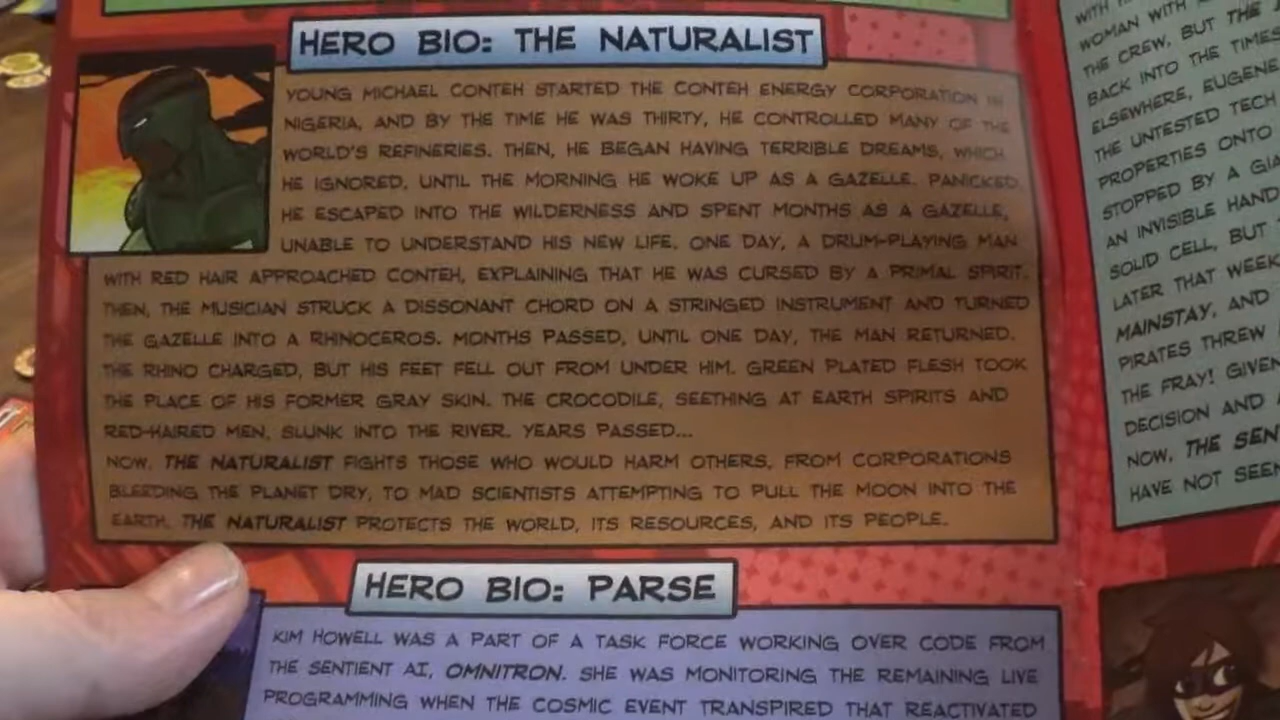 HERO BIO: THE NATURALIST
YOUNG MICHAEL CONTEH STARTED THE CONTEH ENERGY CORPORATION IN
NIGERIA, AND BY THE TIME HE WAS THIRTY, HE CONTROLLED MANY OF THE
WORLD'S REFINERIES. THEN, HE BEGAN HAVING TERRIBLE DREAMS, WHICH
HE IGNORED, UNTIL THE MORNING HE WOKE UP AS A GAZELLE. PANICKED,
HE ESCAPED INTO THE WILDERNESS AND SPENT MONTHS AS A GAZELLE,
UNABLE TO UNDERSTAND HIS NEW LIFE. ONE DAY, A DRUM-PLAYING MAN
WITH RED HAIR APPROACHED CONTEH, EXPLAINING THAT HE WAS CURSED BY A PRIMAL SPIRIT.
THEN, THE MUSICIAN STRUCK A DISSONANT CHORD ON A STRINGED INSTRUMENT AND TURNED
THE GAZELLE INTO A RHINOCEROS. MONTHS PASSED, UNTIL ONE DAY, THE MAN RETURNED.
THE RHINO CHARGED, BUT HIS FEET FELL OUT FROM UNDER HIM. GREEN PLATED FLESH TOOK
THE PLACE OF HIS FORMER GRAY SKIN. THE CROCODILE, SEETHING AT EARTH SPIRITS AND
RED-HAIRED MEN, SLUNK INTO THE RIVER. YEARS PASSED...
NOW, THE NATURALIST FIGHTS THOSE WHO WOULD HARM OTHERS, FROM CORPORATIONS
BLEEDING THE PLANET DRY, TO MAD SCIENTISTS ATTEMPTING TO PULL THE MOON INTO THE
EARTH. THE NATURALIST PROTECTS THE WORLD, ITS RESOURCES, AND ITS PEOPLE.
HERO BIO: PARSE
KIM HOWELL WAS A PART OF A TASK FORCE WORKING OVER CODE FROM
THE SENTIENT AI, OMNITRON. SHE WAS MONITORING THE REMAINING LIVE
PROGRAMMING WHEN THE COSMIC EVENT TRANSPIRED THAT REACTIVATED
WITH
WOMAN WITH
THE CREW, BUT THE
BACK INTO THE
ELSEWHERE, EUGENE
THE UNTESTED TECH
PROPERTIES ONTO
STOPPED BY A
AN INVISIBLE HAND
SOLID CELL, BUT
LATER THAT WEEK
MAINSTAY, AND
PIRATES THREW
THE FRAY! GIVEN
DECISION AND
NOW, THE
HAVE NOT SEEN